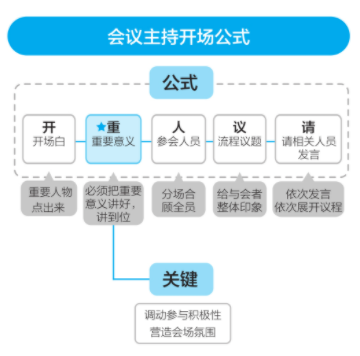 会议主持开场公式
公式
开
开场白
★重
重要意义
人
参会人员
议
流程议题
请
请相关人员
发言
重要人物
点出来
必须把重要
意义讲好，
讲到位
分场合
顾全员
给与会者
整体印象
依次发言
依次展开议程
关键
调动参与积极性
营造会场氛围